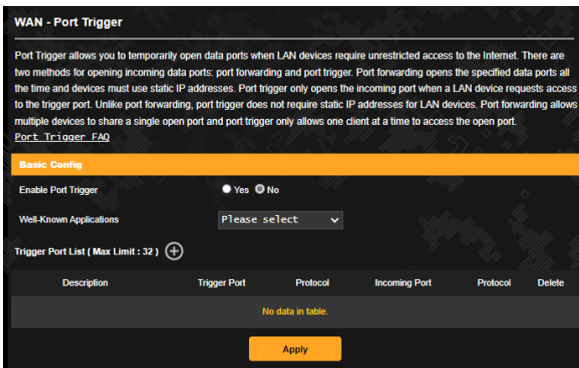 WAN - Port Trigger
Port Trigger allows you to temporarily open data ports when LAN devices require unrestricted access to the Internet. There are
two methods for opening incoming data ports: port forwarding and port trigger. Port forwarding opens the specified data ports all
the time and devices must use static IP addresses. Port trigger only opens the incoming port when a LAN device requests access
to the trigger port. Unlike port forwarding, port trigger does not require static IP addresses for LAN devices. Port forwarding allows
multiple devices to share a single open port and port trigger only allows one client at a time to access the open port.
Port Trigger FAQ
Basic Config
Enable Port Trigger Yes No
Well-Known Applications Please select
Trigger Port List ( Max Limit : 32 )
Description Trigger Port Protocol Incoming Port Protocol Delete
No data in table.
Apply